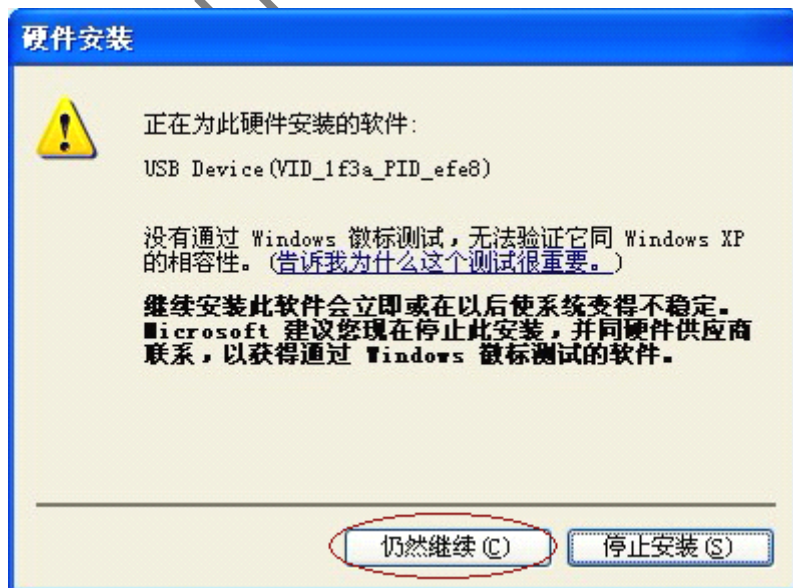 硬件安装
正在为此硬件安装的软件:
USB Device(VID_1f3a_PID_efe8)
没有通过 Windows 徽标测试，无法验证它同 Windows XP
的相容性。(告诉我为什么这个测试很重要。)
继续安装此软件会立即或在以后使系统变得不稳定。
Microsoft 建议您现在停止此安装，并同硬件供应商
联系，以获得通过 Windows 徽标测试的软件。
仍然继续(C)
停止安装(S)